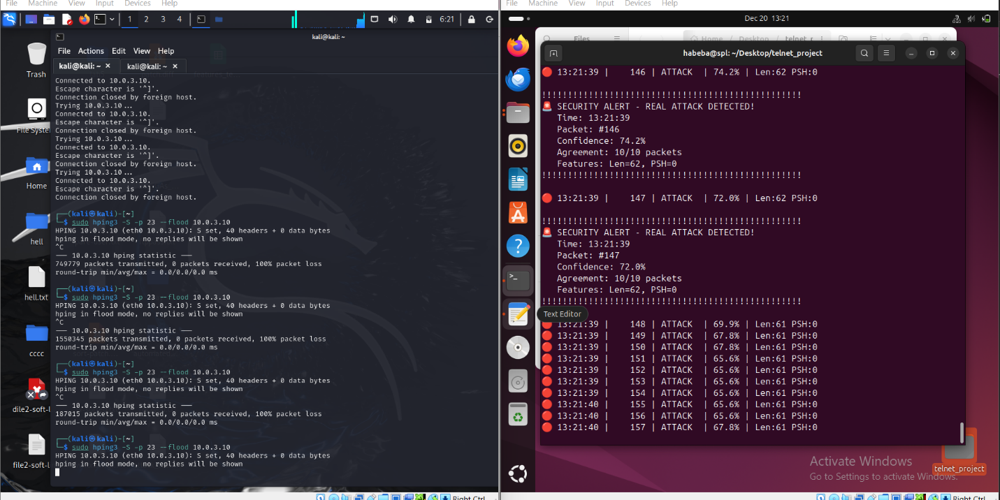 File Machine View Input Devices Help
1 2 3 4 6:21
kali@kali: ~
File Actions Edit View Help
kali@kali: ~ × kali@kali: ~ ×
Connected to 10.0.3.10.
Escape character is '^]'.
Connection closed by foreign host.
Trying 10.0.3.10...
Connected to 10.0.3.10.
Escape character is '^]'.
Connection closed by foreign host.
Trying 10.0.3.10...
Connected to 10.0.3.10.
Escape character is '^]'.
Connection closed by foreign host.
Trying 10.0.3.10...
Connected to 10.0.3.10.
Escape character is '^]'.
Connection closed by foreign host.
┌──(kali㉿kali)-[~]
└─$ sudo hping3 -S -p 23 --flood 10.0.3.10
HPING 10.0.3.10 (eth0 10.0.3.10): S set, 40 headers + 0 data bytes
hping in flood mode, no replies will be shown
^C
--- 10.0.3.10 hping statistic ---
749779 packets transmitted, 0 packets received, 100% packet loss
round-trip min/avg/max = 0.0/0.0/0.0 ms
┌──(kali㉿kali)-[~]
└─$ sudo hping3 -S -p 23 --flood 10.0.3.10
HPING 10.0.3.10 (eth0 10.0.3.10): S set, 40 headers + 0 data bytes
hping in flood mode, no replies will be shown
^C
--- 10.0.3.10 hping statistic ---
1550345 packets transmitted, 0 packets received, 100% packet loss
round-trip min/avg/max = 0.0/0.0/0.0 ms
┌──(kali㉿kali)-[~]
└─$ sudo hping3 -S -p 23 --flood 10.0.3.10
HPING 10.0.3.10 (eth0 10.0.3.10): S set, 40 headers + 0 data bytes
hping in flood mode, no replies will be shown
^C
--- 10.0.3.10 hping statistic ---
187015 packets transmitted, 0 packets received, 100% packet loss
round-trip min/avg/max = 0.0/0.0/0.0 ms
┌──(kali㉿kali)-[~]
└─$ sudo hping3 -S -p 23 --flood 10.0.3.10
HPING 10.0.3.10 (eth0 10.0.3.10): S set, 40 headers + 0 data bytes
hping in flood mode, no replies will be shown
Trash
File Syste
Home
hell
hell.txt
cccc
dile2-soft-l
file2-soft-l
Right Ctrl
File Machine View Input Devices Help
Dec 20 13:21
Files Home / Desktop / telnet_r
habeba@spl: ~/Desktop/telnet_project
🔴 13:21:39 | 146 | ATTACK | 74.2% | Len:62 PSH:0
!!!!!!!!!!!!!!!!!!!!!!!!!!!!!!!!!!!!!!!!!!!!!!!!!!
🚨 SECURITY ALERT - REAL ATTACK DETECTED!
Time: 13:21:39
Packet: #146
Confidence: 74.2%
Agreement: 10/10 packets
Features: Len=62, PSH=0
!!!!!!!!!!!!!!!!!!!!!!!!!!!!!!!!!!!!!!!!!!!!!!!!!!
🔴 13:21:39 | 147 | ATTACK | 72.0% | Len:62 PSH:0
!!!!!!!!!!!!!!!!!!!!!!!!!!!!!!!!!!!!!!!!!!!!!!!!!!
🚨 SECURITY ALERT - REAL ATTACK DETECTED!
Time: 13:21:39
Packet: #147
Confidence: 72.0%
Agreement: 10/10 packets
Features: Len=62, PSH=0
!!!!!!!!!!!!!!!!!!!!!!!!!!!!!!!!!!!!!!!!!!!!!!!!!!
Text Editor
🔴 13:21:39 | 148 | ATTACK | 69.9% | Len:61 PSH:0
🔴 13:21:39 | 149 | ATTACK | 67.8% | Len:61 PSH:0
🔴 13:21:39 | 150 | ATTACK | 67.8% | Len:61 PSH:0
🔴 13:21:39 | 151 | ATTACK | 65.6% | Len:61 PSH:0
🔴 13:21:39 | 152 | ATTACK | 65.6% | Len:61 PSH:0
🔴 13:21:39 | 153 | ATTACK | 65.6% | Len:61 PSH:0
🔴 13:21:39 | 154 | ATTACK | 65.6% | Len:61 PSH:0
🔴 13:21:40 | 155 | ATTACK | 65.6% | Len:61 PSH:0
🔴 13:21:40 | 156 | ATTACK | 65.6% | Len:61 PSH:0
🔴 13:21:40 | 157 | ATTACK | 67.8% | Len:61 PSH:0
Activate Windows
Go to Settings to activate Windows.
telnet_project
Right Ctrl